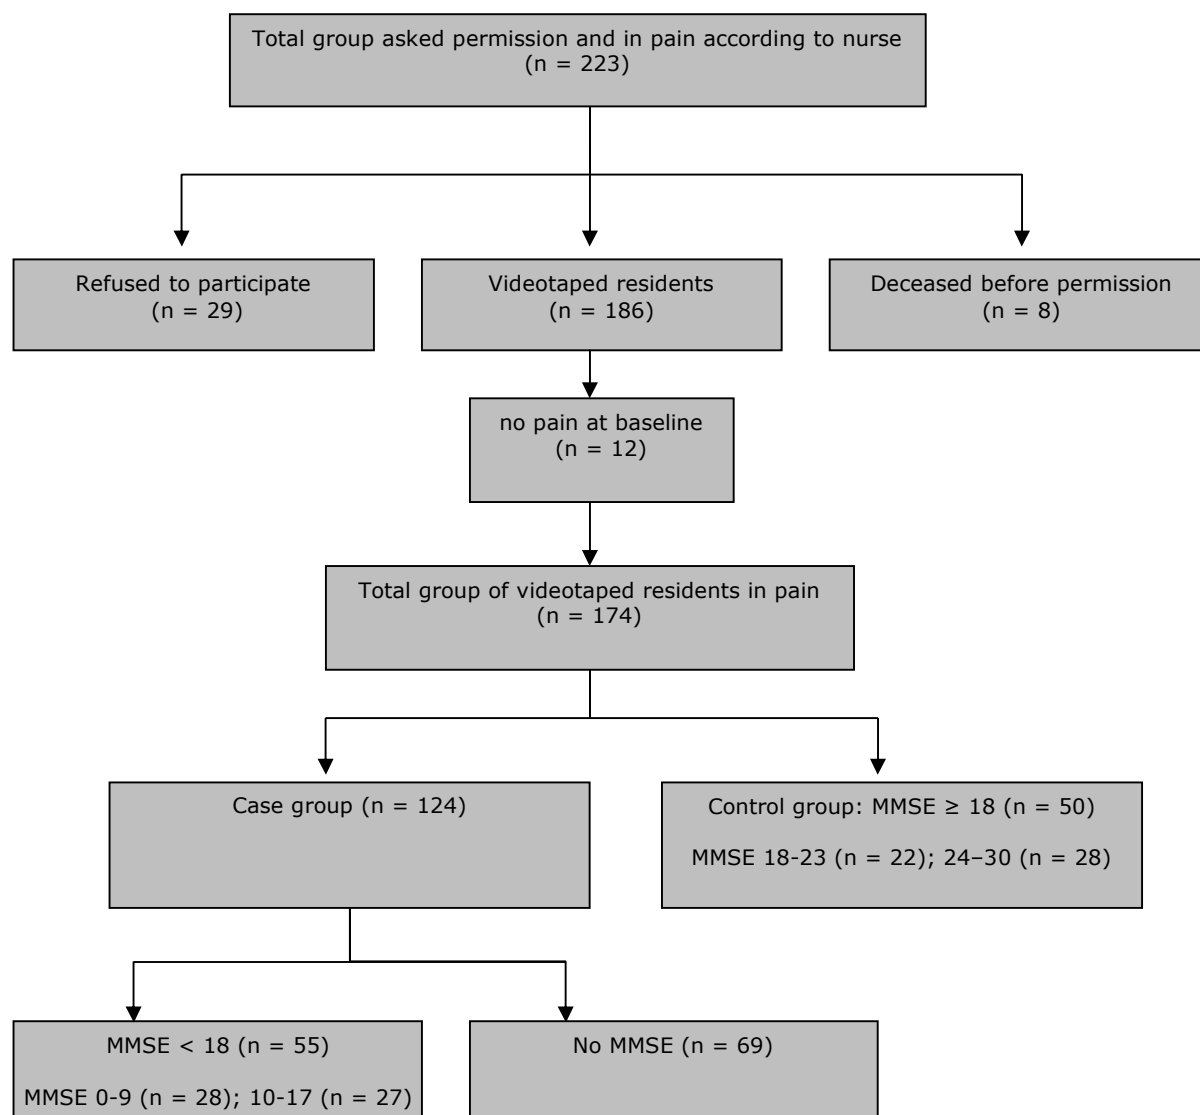 Total group asked permission and in pain according to nurse
(n = 223)
Refused to participate
(n = 29)
Videotaped residents
(n = 186)
Deceased before permission
(n = 8)
no pain at baseline
(n = 12)
Total group of videotaped residents in pain
(n = 174)
Case group (n = 124)
Control group: MMSE ≥ 18 (n = 50)
MMSE 18-23 (n = 22); 24–30 (n = 28)
MMSE < 18 (n = 55)
MMSE 0-9 (n = 28); 10-17 (n = 27)
No MMSE (n = 69)